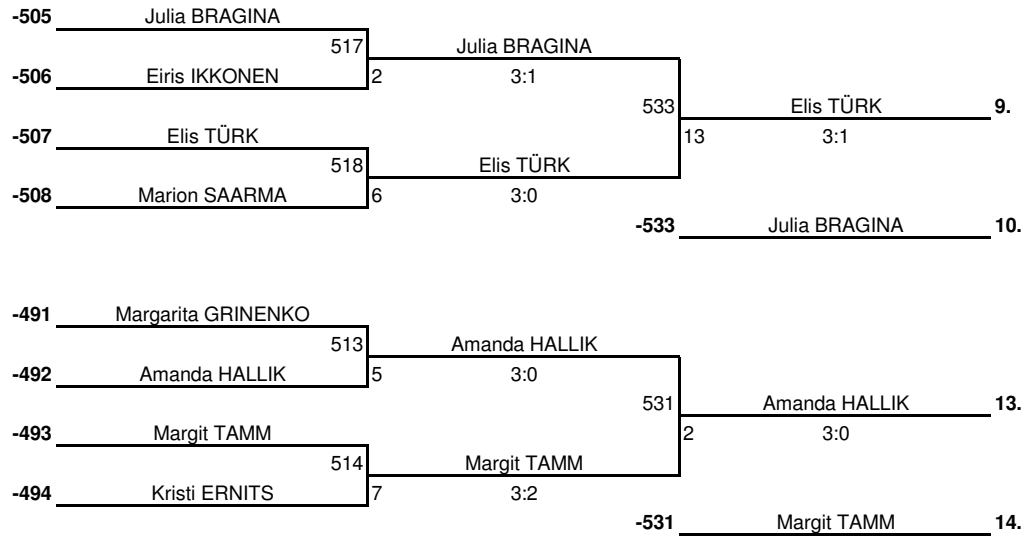 -505 Julia BRAGINA
517 Julia BRAGINA
-506 Eiris IKKONEN 2 3:1
533 Elis TÜRK 9.
-507 Elis TÜRK 13 3:1
518 Elis TÜRK
-508 Marion SAARMA 6 3:0
-533 Julia BRAGINA 10.
-491 Margarita GRINENKO
513 Amanda HALLIK
-492 Amanda HALLIK 5 3:0
531 Amanda HALLIK 13.
-493 Margit TAMM 2 3:0
514 Margit TAMM
-494 Kristi ERNITS 7 3:2
-531 Margit TAMM 14.